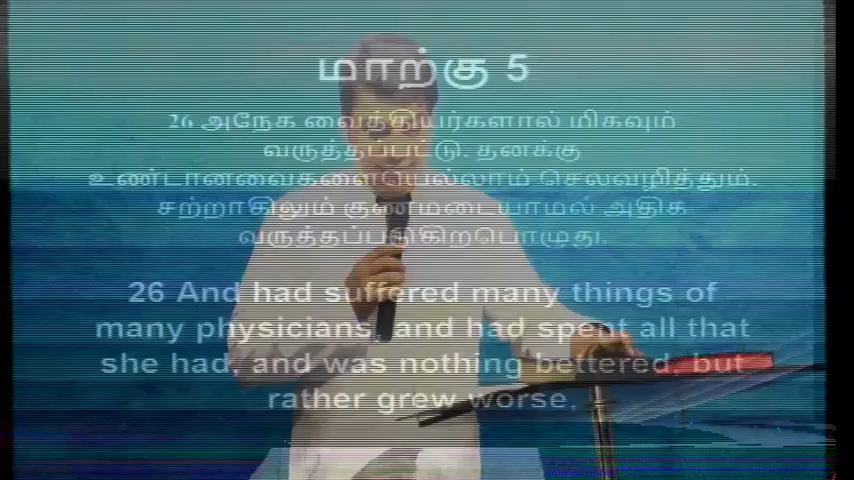 மாற்கு 5
26 அநேக வைத்தியர்களால் மிகவும்
வருத்தப்பட்டு, தனக்கு
உண்டானவைகளையெல்லாம் செலவழித்தும்,
சற்றாகிலும் குணமடையாமல் அதிக
வருத்தப்படுகிறபொழுது,
26 And had suffered many things of
many physicians, and had spent all that
she had, and was nothing bettered, but
rather grew worse,